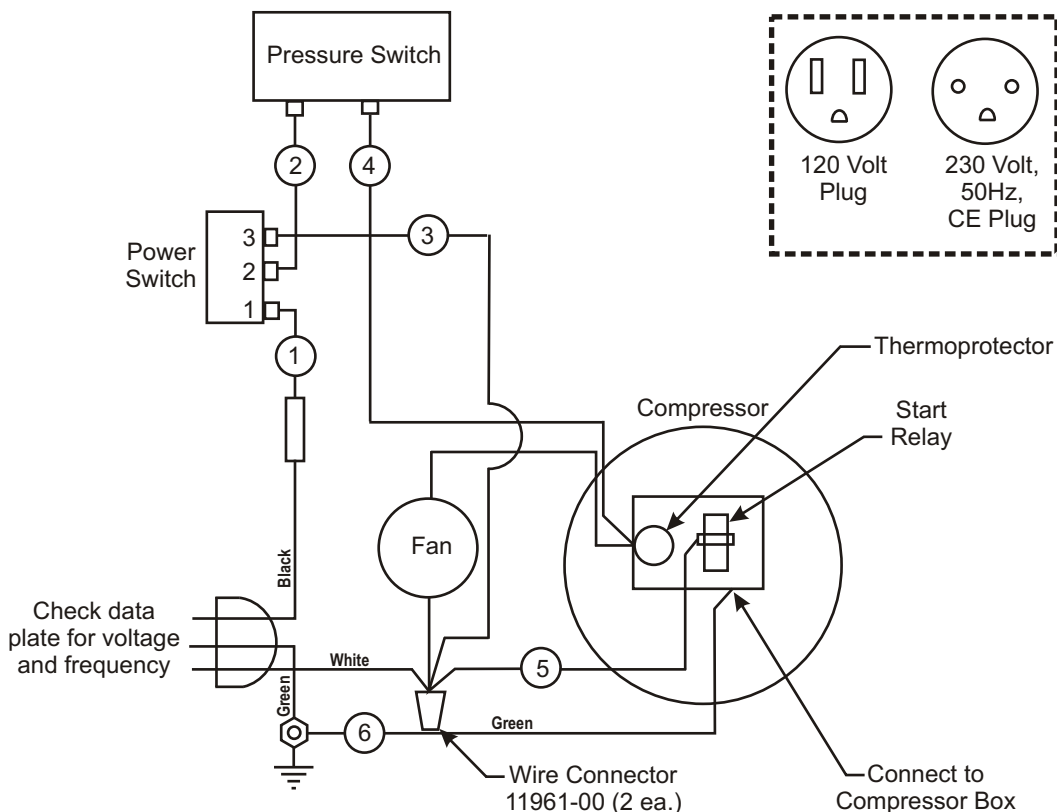 Pressure Switch
120 Volt
Plug
230 Volt,
50Hz,
CE Plug
2
4
3
Power
Switch
3
2
1
1
Thermoprotector
Compressor
Start
Relay
Fan
Black
Check data
plate for voltage
and frequency
White
5
Green
6
Green
Wire Connector
11961-00 (2 ea.)
Connect to
Compressor Box